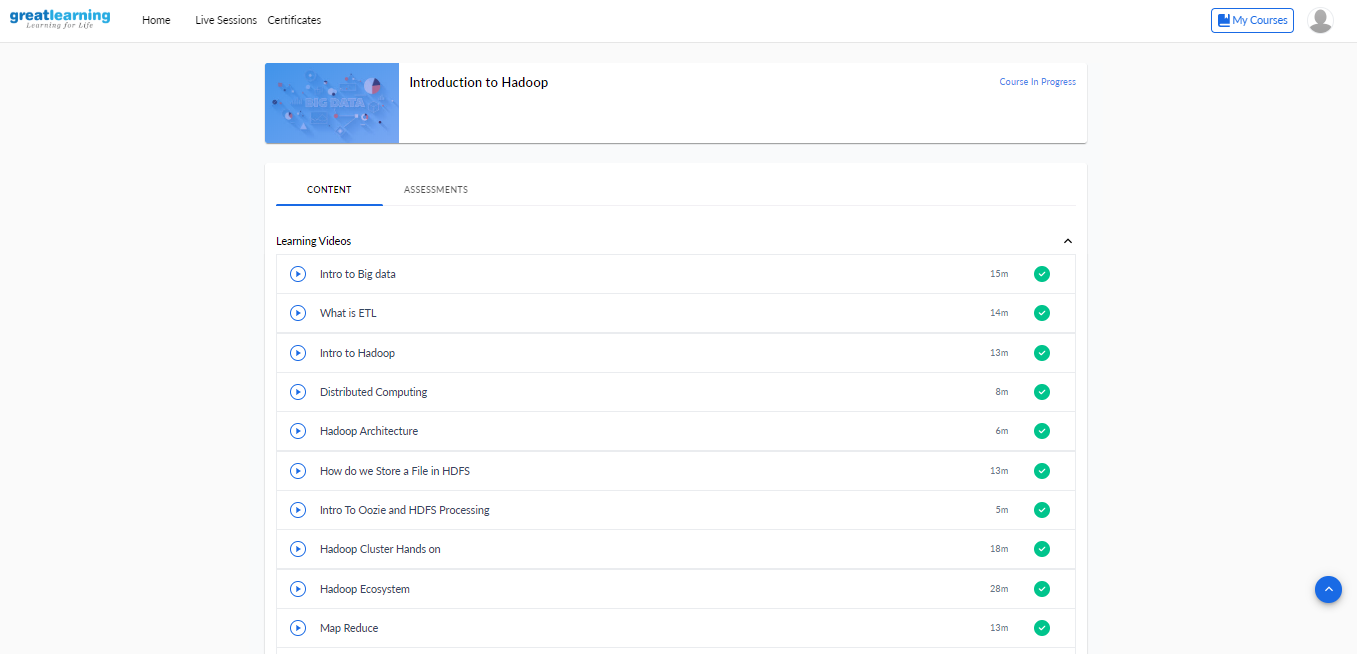 greatlearning
Learning for Life
Home Live Sessions Certificates
My Courses
BIG DATA
Introduction to Hadoop
Course In Progress
CONTENT ASSESSMENTS
Learning Videos
Intro to Big data 15m
What is ETL 14m
Intro to Hadoop 13m
Distributed Computing 8m
Hadoop Architecture 6m
How do we Store a File in HDFS 13m
Intro To Oozie and HDFS Processing 5m
Hadoop Cluster Hands on 18m
Hadoop Ecosystem 28m
Map Reduce 13m